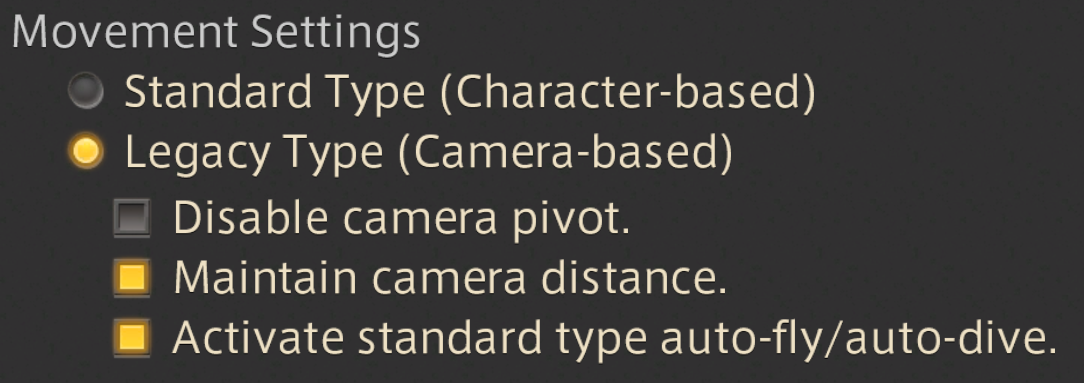 Movement Settings
Standard Type (Character-based)
Legacy Type (Camera-based)
Disable camera pivot.
Maintain camera distance.
Activate standard type auto-fly/auto-dive.